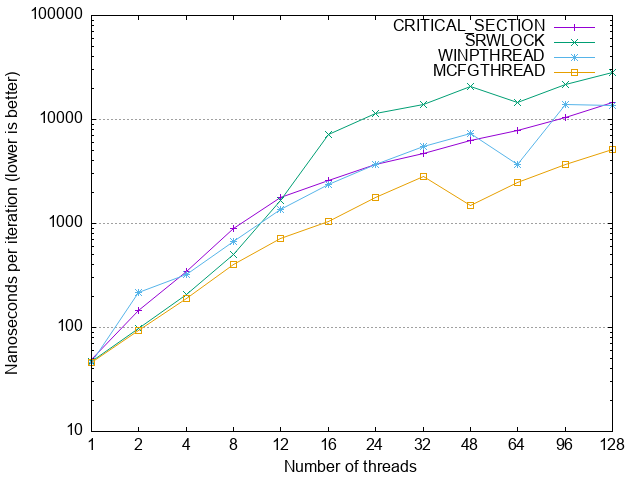 100000
10000
1000
100
10
Nanoseconds per iteration (lower is better)
CRITICAL_SECTION
SRWLOCK
WINPTHREAD
MCFGTHREAD
1 2 4 8 12 16 24 32 48 64 96 128
Number of threads